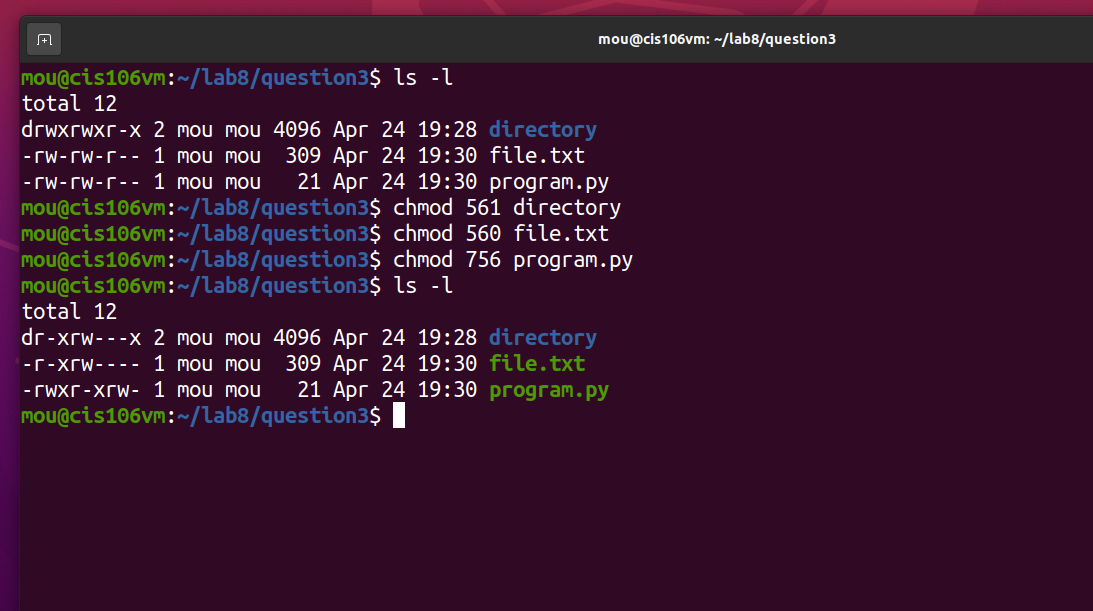 mou@cis106vm: ~/lab8/question3
mou@cis106vm:~/lab8/question3$ ls -l
total 12
drwxrwxr-x 2 mou mou 4096 Apr 24 19:28 directory
-rw-rw-r-- 1 mou mou  309 Apr 24 19:30 file.txt
-rw-rw-r-- 1 mou mou   21 Apr 24 19:30 program.py
mou@cis106vm:~/lab8/question3$ chmod 561 directory
mou@cis106vm:~/lab8/question3$ chmod 560 file.txt
mou@cis106vm:~/lab8/question3$ chmod 756 program.py
mou@cis106vm:~/lab8/question3$ ls -l
total 12
dr-xrw---x 2 mou mou 4096 Apr 24 19:28 directory
-r-xrw---- 1 mou mou  309 Apr 24 19:30 file.txt
-rwxr-xrw- 1 mou mou   21 Apr 24 19:30 program.py
mou@cis106vm:~/lab8/question3$